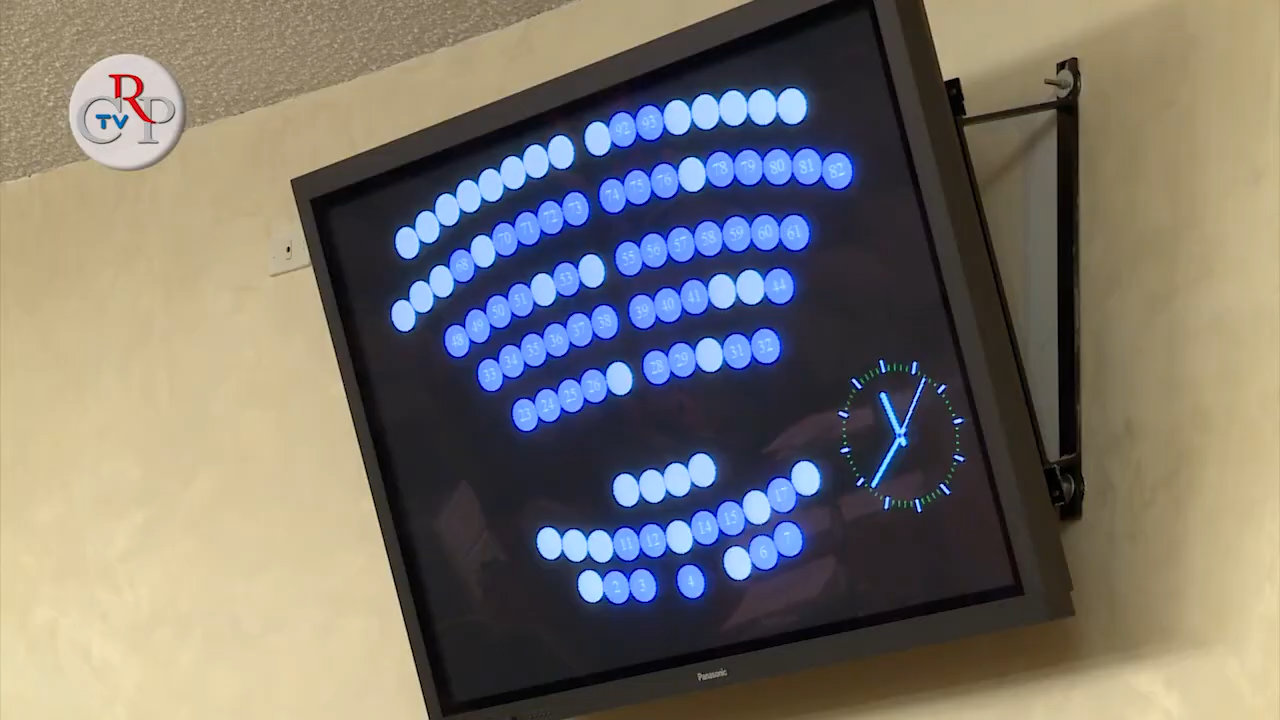 CRP
TV
92 93
68 70 71 72 73 74 75 76 78 79 80 81 82
48 49 50 51 53 55 56 57 58 59 60 61
33 34 35 36 37 38 39 40 41 44
23 24 25 26 28 29 31 32
11 12 14 15 17
2 3 4 6 7
Panasonic